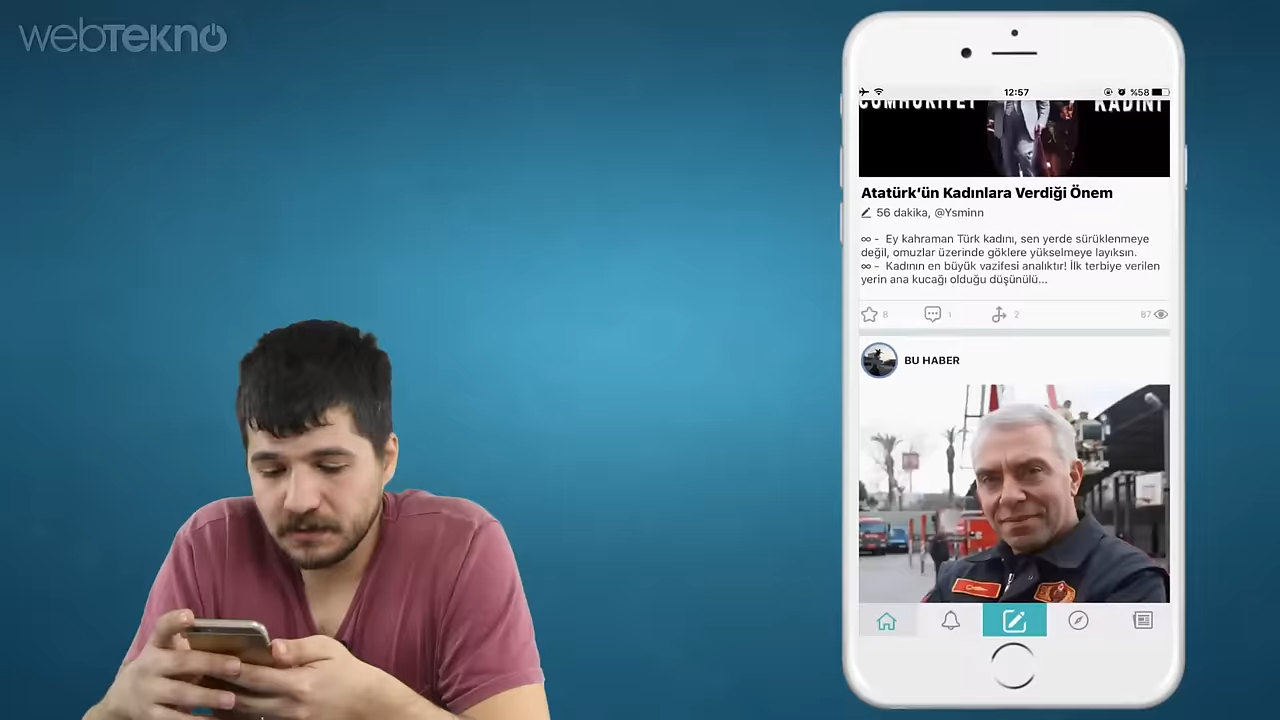 webTEKNO
12:57
%58
CUMHURİYET
KADINI
Atatürk'ün Kadınlara Verdiği Önem
56 dakika, @Ysminn
∞ - Ey kahraman Türk kadını, sen yerde sürüklenmeye
değil, omuzlar üzerinde göklere yükselmeye layıksın.
∞ - Kadının en büyük vazifesi analıktır! İlk terbiye verilen
yerin ana kucağı olduğu düşünülü...
8
1
2
87
BU HABER